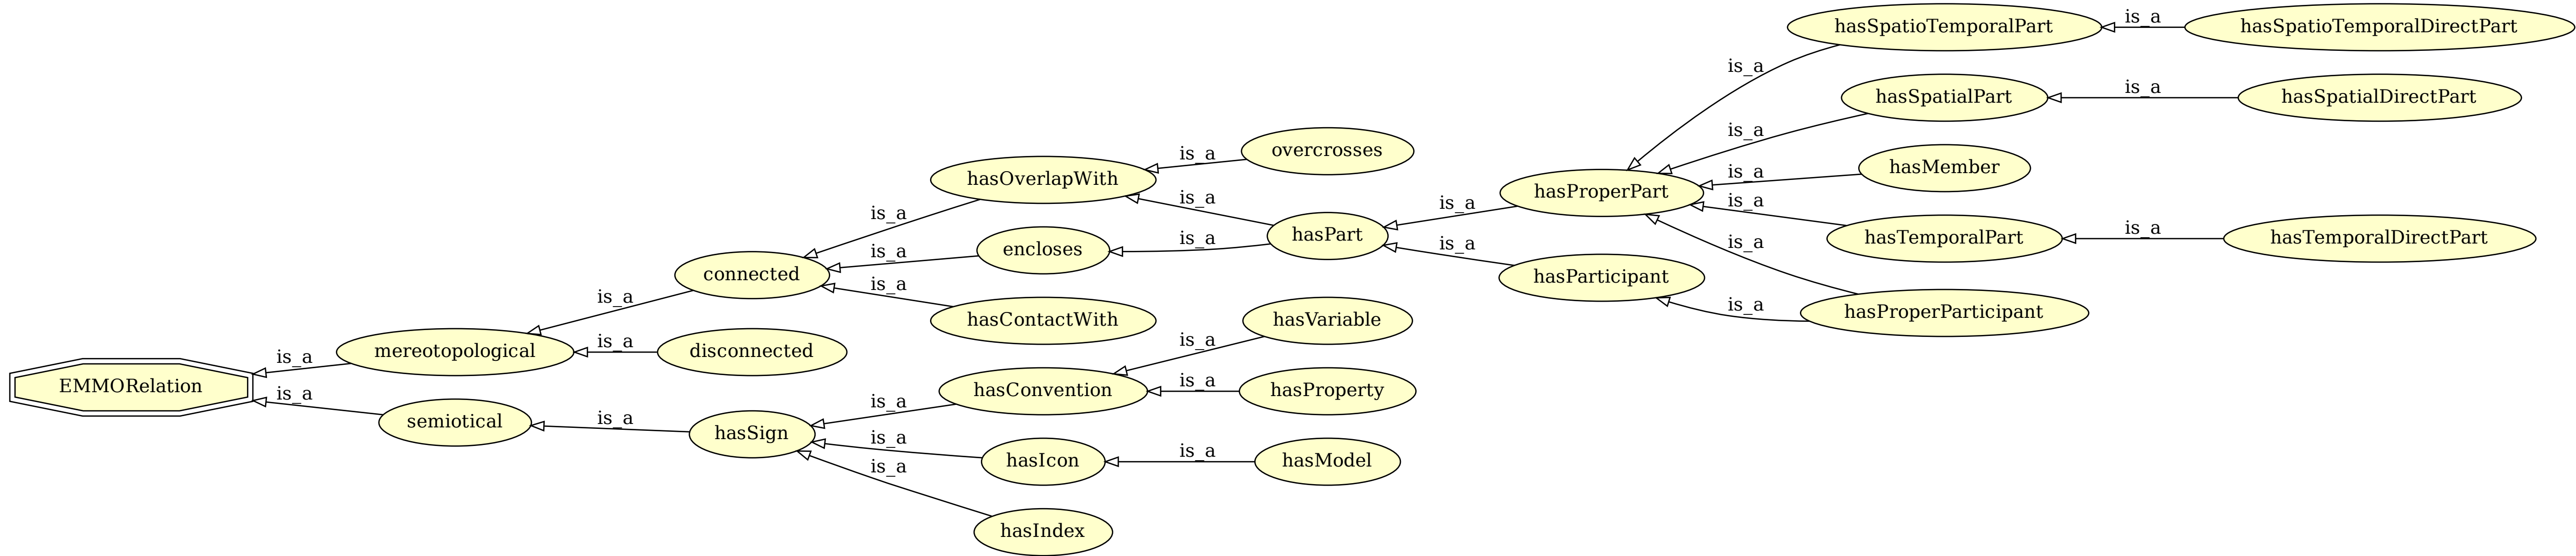 EMMORelation
is_a
is_a
mereotopological
semiotical
is_a
is_a
is_a
connected
disconnected
hasSign
is_a
is_a
is_a
is_a
is_a
is_a
hasOverlapWith
encloses
hasContactWith
hasConvention
hasIcon
hasIndex
is_a
is_a
is_a
is_a
is_a
is_a
overcrosses
hasPart
hasVariable
hasProperty
hasModel
is_a
is_a
hasProperPart
hasParticipant
is_a
is_a
is_a
is_a
is_a
is_a
hasSpatioTemporalPart
hasSpatialPart
hasMember
hasTemporalPart
hasProperParticipant
is_a
is_a
is_a
hasSpatioTemporalDirectPart
hasSpatialDirectPart
hasTemporalDirectPart